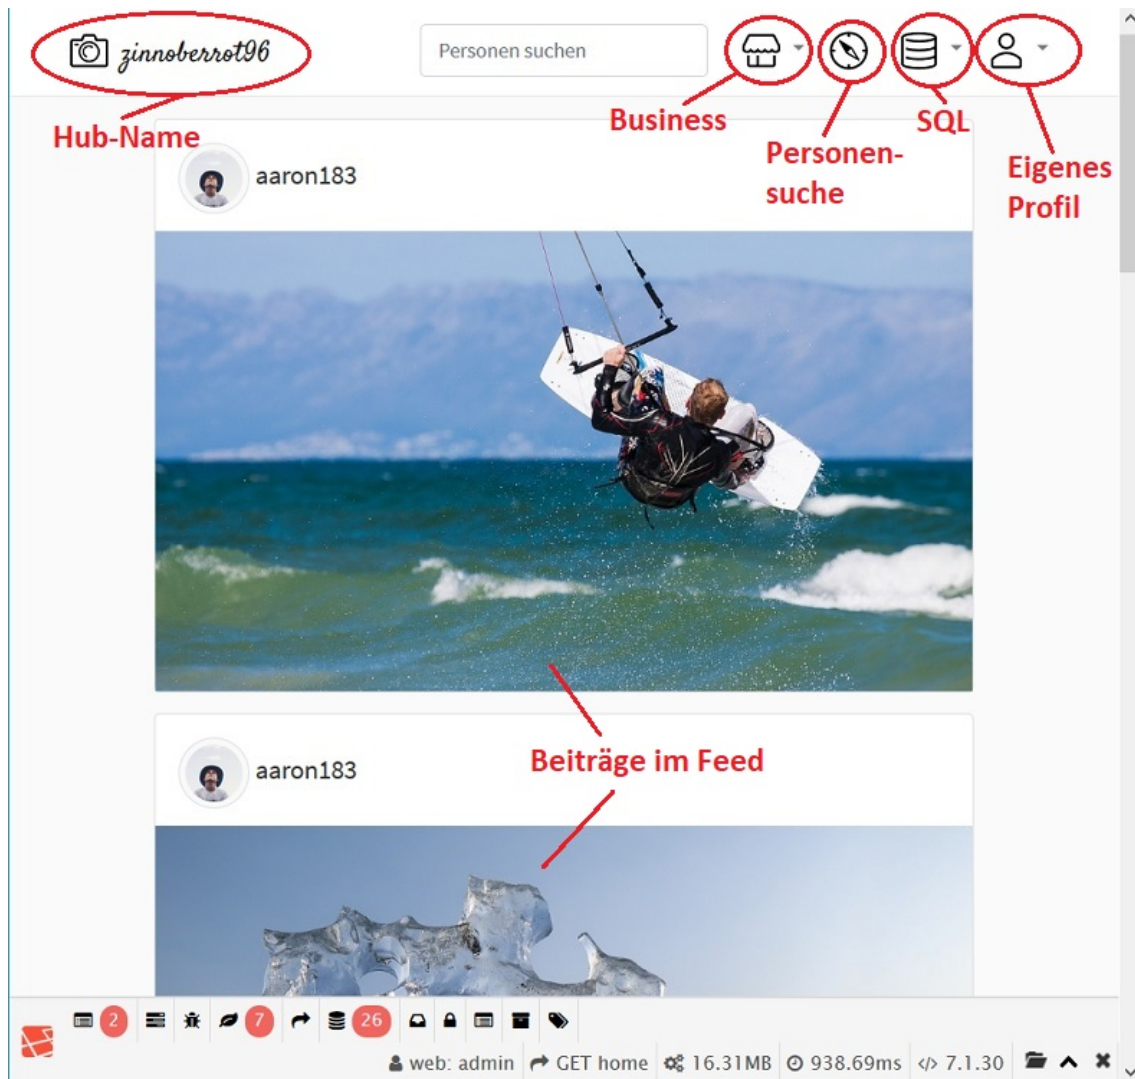 zinnoberrot96
Personen suchen
Hub-Name
Business
Personen-
suche
SQL
Eigenes
Profil
aaron183
Beiträge im Feed
aaron183
2
7
26
web: admin
GET home
16.31MB
938.69ms
7.1.30